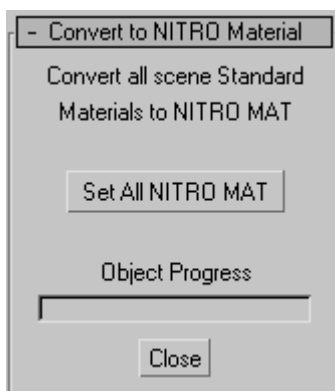 - Convert to NITRO Material
Convert all scene Standard
Materials to NITRO MAT
Set All NITRO MAT
Object Progress
Close